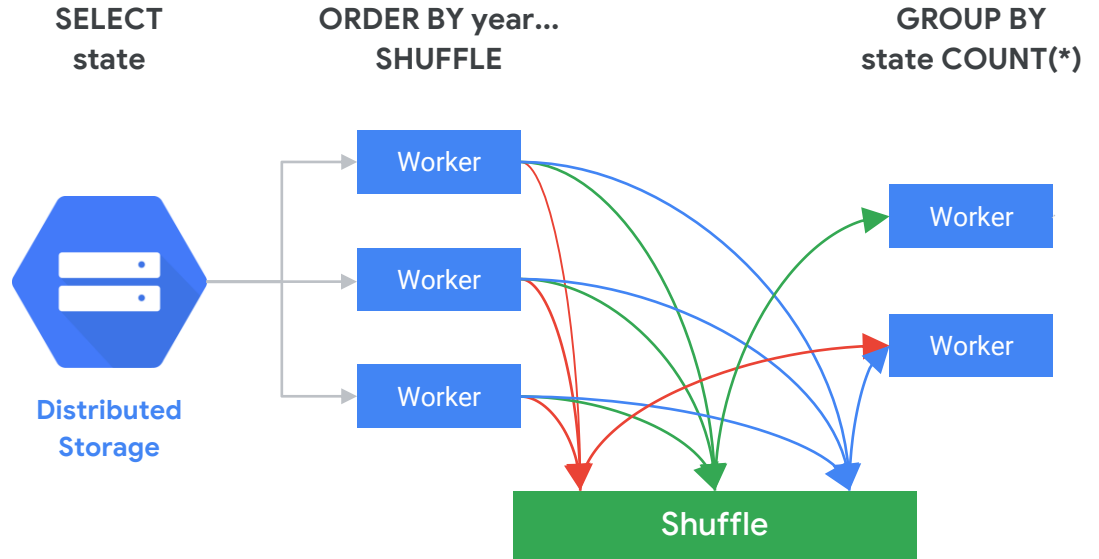 SELECT
state
ORDER BY year...
SHUFFLE
GROUP BY
state COUNT(*)
Worker
Worker
Worker
Worker
Worker
Distributed
Storage
Shuffle